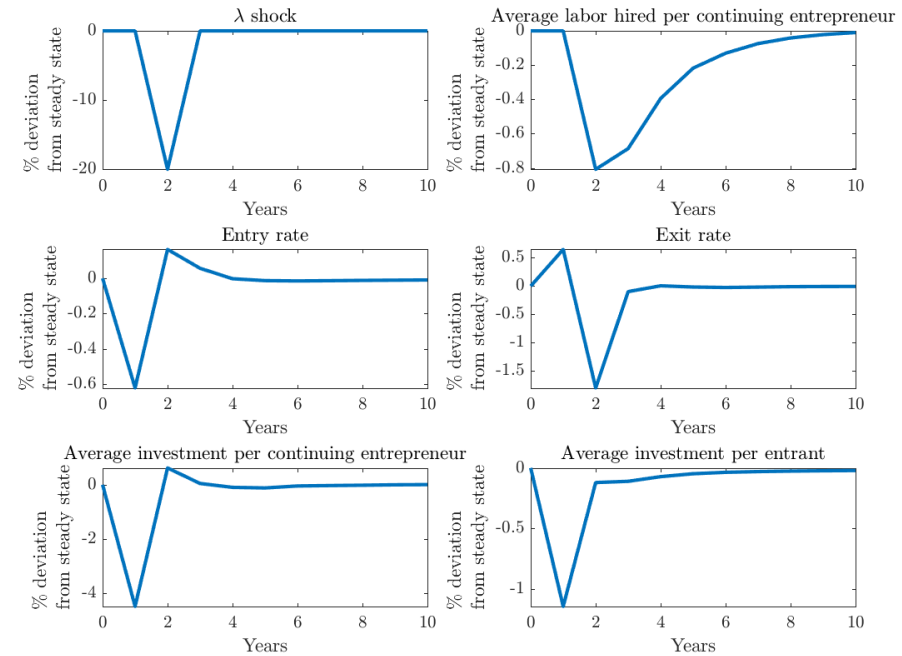 λ shock
% deviation
from steady state
0
-10
-20
0 2 4 6 8 10
Years
Average labor hired per continuing entrepreneur
% deviation
from steady state
0
-0.2
-0.4
-0.6
-0.8
0 2 4 6 8 10
Years
Entry rate
% deviation
from steady state
0
-0.2
-0.4
-0.6
0 2 4 6 8 10
Years
Exit rate
% deviation
from steady state
0.5
0
-0.5
-1
-1.5
0 2 4 6 8 10
Years
Average investment per continuing entrepreneur
% deviation
from steady state
0
-2
-4
0 2 4 6 8 10
Years
Average investment per entrant
% deviation
from steady state
0
-0.5
-1
0 2 4 6 8 10
Years